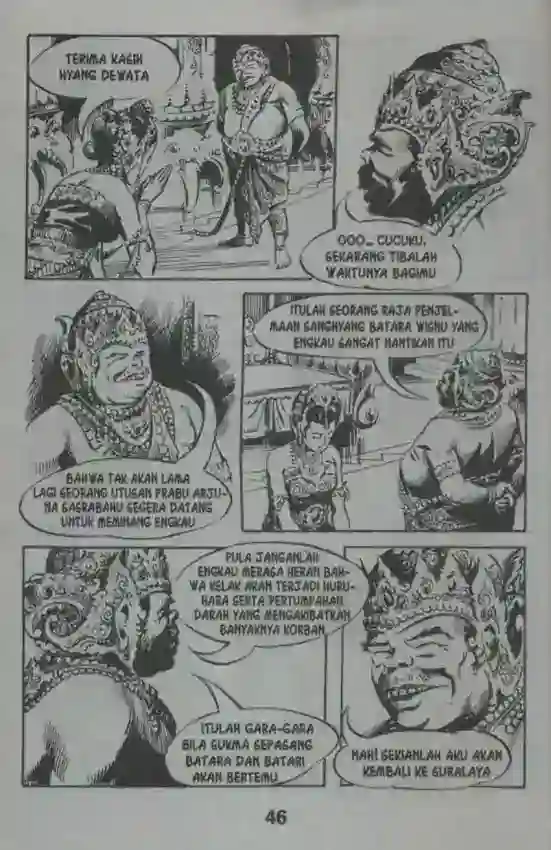 TERIMA KASIH
HYANG DEWATA
OOO... CUCUKU,
SEKARANG TIBALAH
WAKTUNYA BAGIMU
BAHWA TAK AKAN LAMA
LAGI SEORANG UTUSAN PRABU ARJU-
NA SASRABAHU SEGERA DATANG
UNTUK MEMINANG ENGKAU
ITULAH SEORANG RAJA PENJEL-
MAAN SANGHYANG BATARA WISNU YANG
ENGKAU SANGAT NANTIKAN ITU
PULA JANGANLAH
ENGKAU MERASA HERAN BAH-
WA KELAK AKAN TERJADI HURU-
HARA SERTA PERTUMPAHAN
DARAH YANG MENGAKIBATKAN
BANYAKNYA KORBAN
ITULAH GARA-GARA
BILA SUKMA SEPASANG
BATARA DAN BATARI
AKAN BERTEMU
NAH! SEKIANLAH AKU AKAN
KEMBALI KE SURALAYA
46